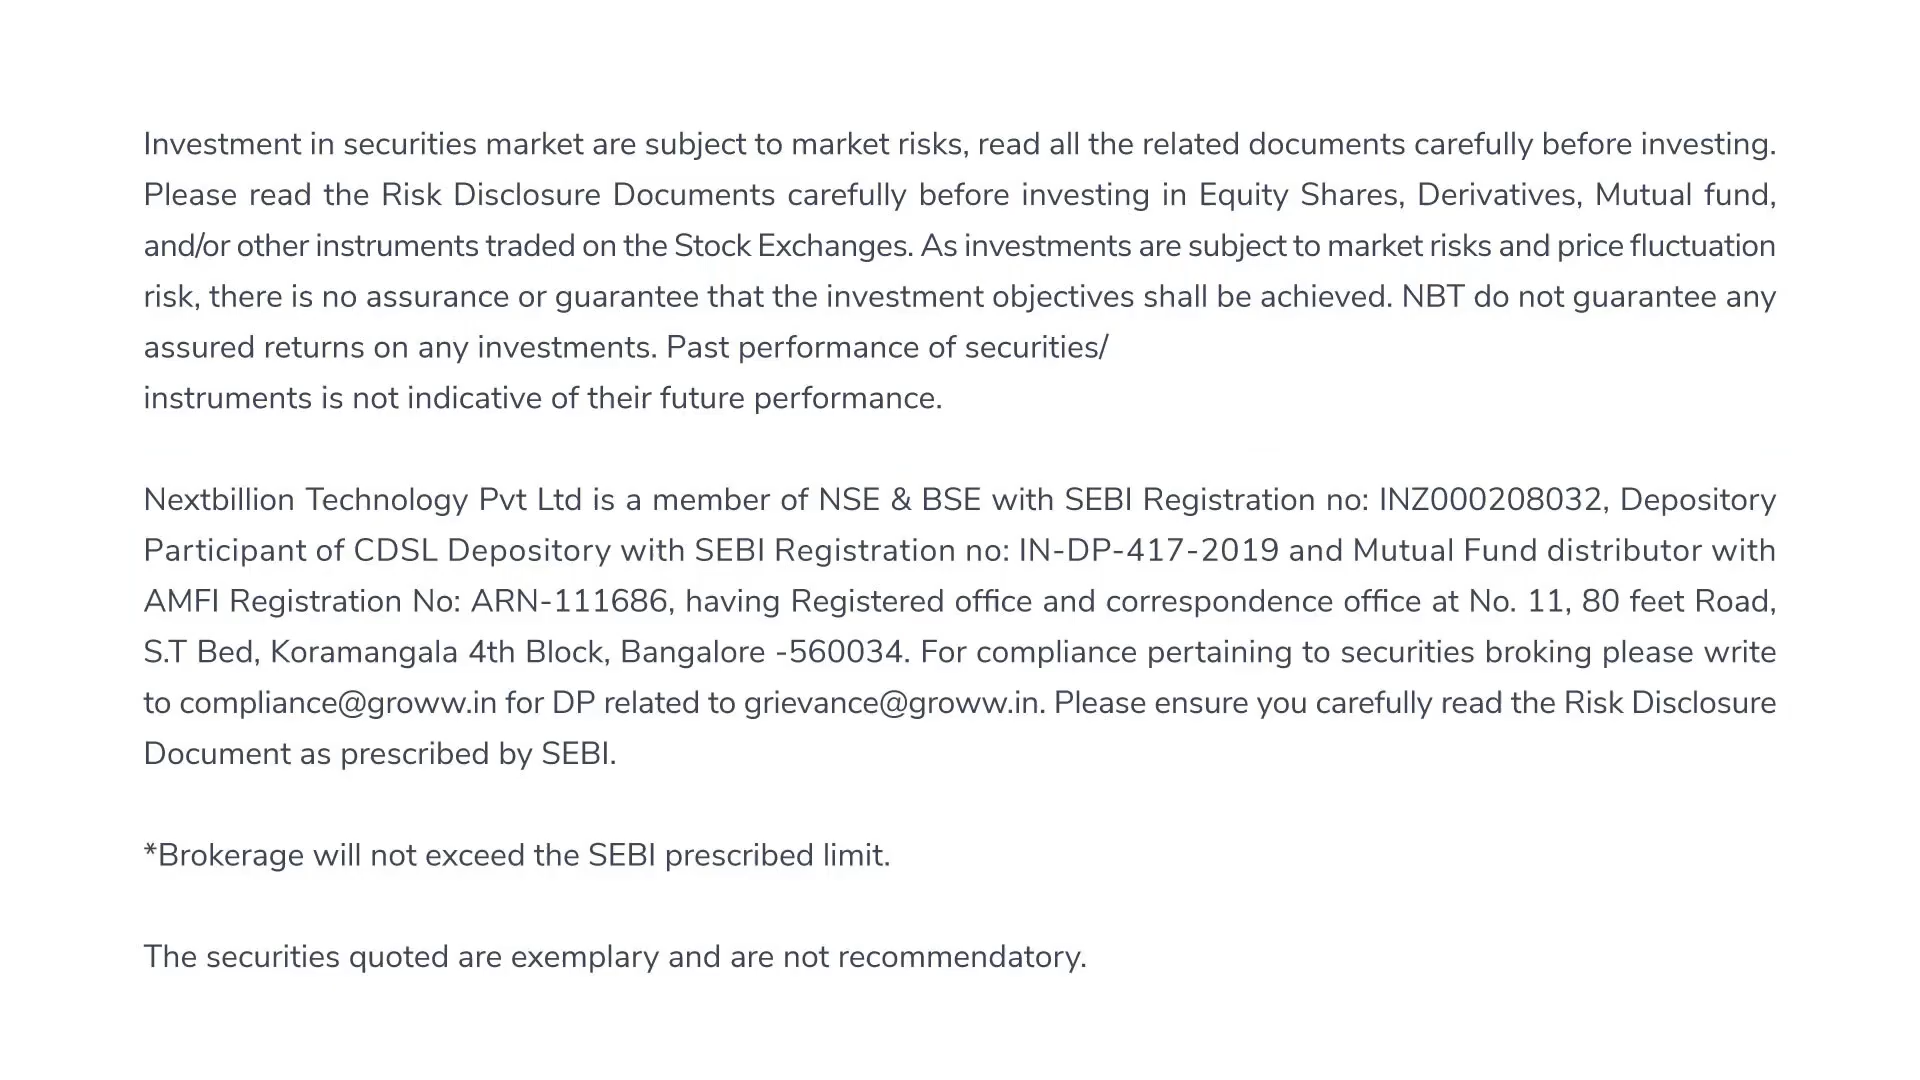 Investment in securities market are subject to market risks, read all the related documents carefully before investing.
Please read the Risk Disclosure Documents carefully before investing in Equity Shares, Derivatives, Mutual fund,
and/or other instruments traded on the Stock Exchanges. As investments are subject to market risks and price fluctuation
risk, there is no assurance or guarantee that the investment objectives shall be achieved. NBT do not guarantee any
assured returns on any investments. Past performance of securities/
instruments is not indicative of their future performance.
Nextbillion Technology Pvt Ltd is a member of NSE & BSE with SEBI Registration no: INZ000208032, Depository
Participant of CDSL Depository with SEBI Registration no: IN-DP-417-2019 and Mutual Fund distributor with
AMFI Registration No: ARN-111686, having Registered office and correspondence office at No. 11, 80 feet Road,
S.T Bed, Koramangala 4th Block, Bangalore -560034. For compliance pertaining to securities broking please write
to compliance@groww.in for DP related to grievance@groww.in. Please ensure you carefully read the Risk Disclosure
Document as prescribed by SEBI.
*Brokerage will not exceed the SEBI prescribed limit.
The securities quoted are exemplary and are not recommendatory.